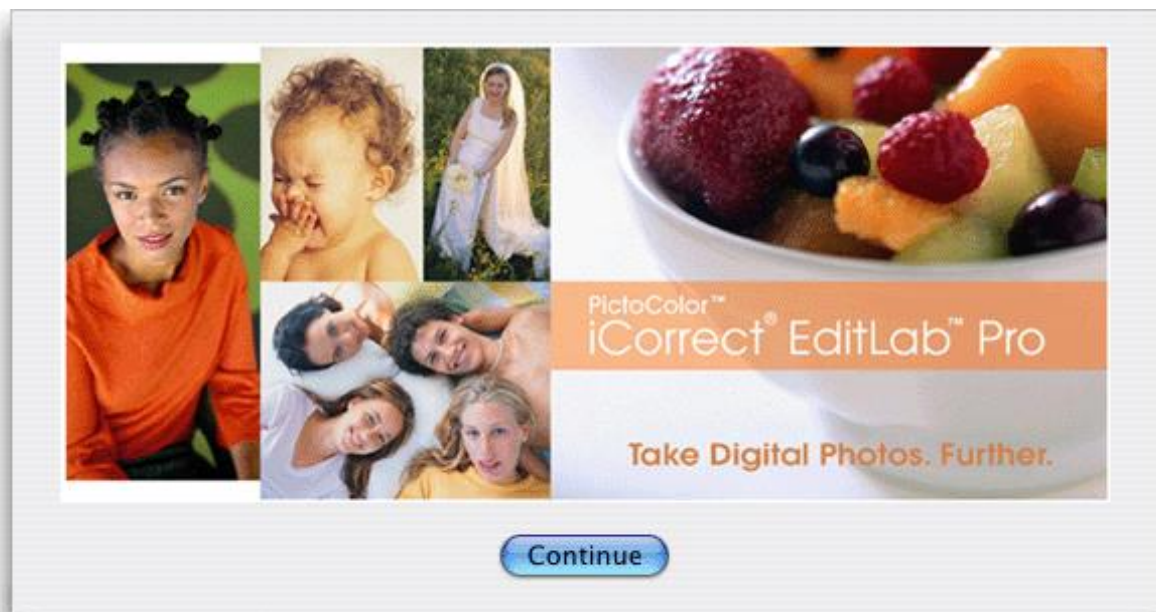 PictoColor™
iCorrect® EditLab™ Pro
Take Digital Photos. Further.
Continue